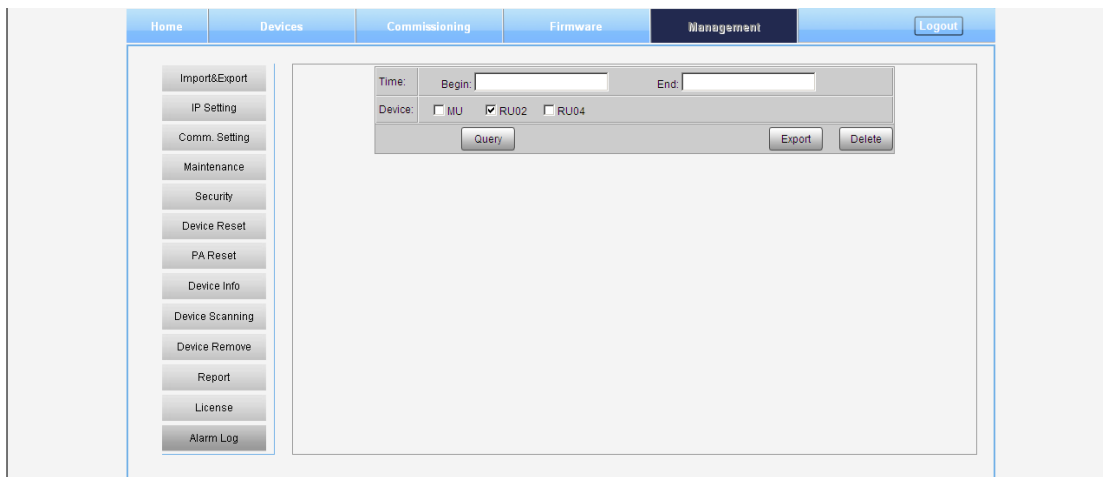 Home Devices Commissioning Firmware Management Logout
Import&Export
IP Setting
Comm. Setting
Maintenance
Security
Device Reset
PA Reset
Device Info
Device Scanning
Device Remove
Report
License
Alarm Log
Time: Begin: End:
Device: MU RU02 RU04
Query Export Delete